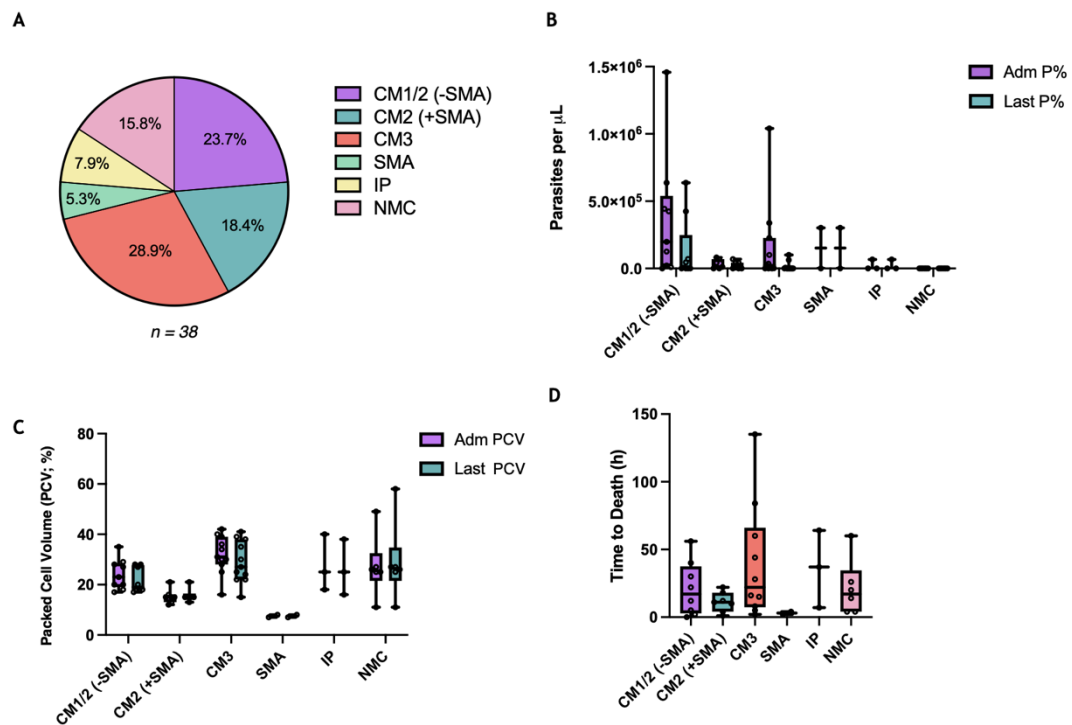 A
CM1/2 (-SMA)
CM2 (+SMA)
CM3
SMA
IP
NMC
15.8%
23.7%
7.9%
5.3%
18.4%
28.9%
n = 38
B
Adm P%
Last P%
Parasites per μL
1.5×10⁶
1.0×10⁶
5.0×10⁵
0.0
CM1/2 (-SMA)
CM2 (+SMA)
CM3
SMA
IP
NMC
C
Adm PCV
Last PCV
Packed Cell Volume (PCV; %)
80
60
40
20
0
CM1/2 (-SMA)
CM2 (+SMA)
CM3
SMA
IP
NMC
D
Time to Death (h)
150
100
50
0
CM1/2 (-SMA)
CM2 (+SMA)
CM3
SMA
IP
NMC